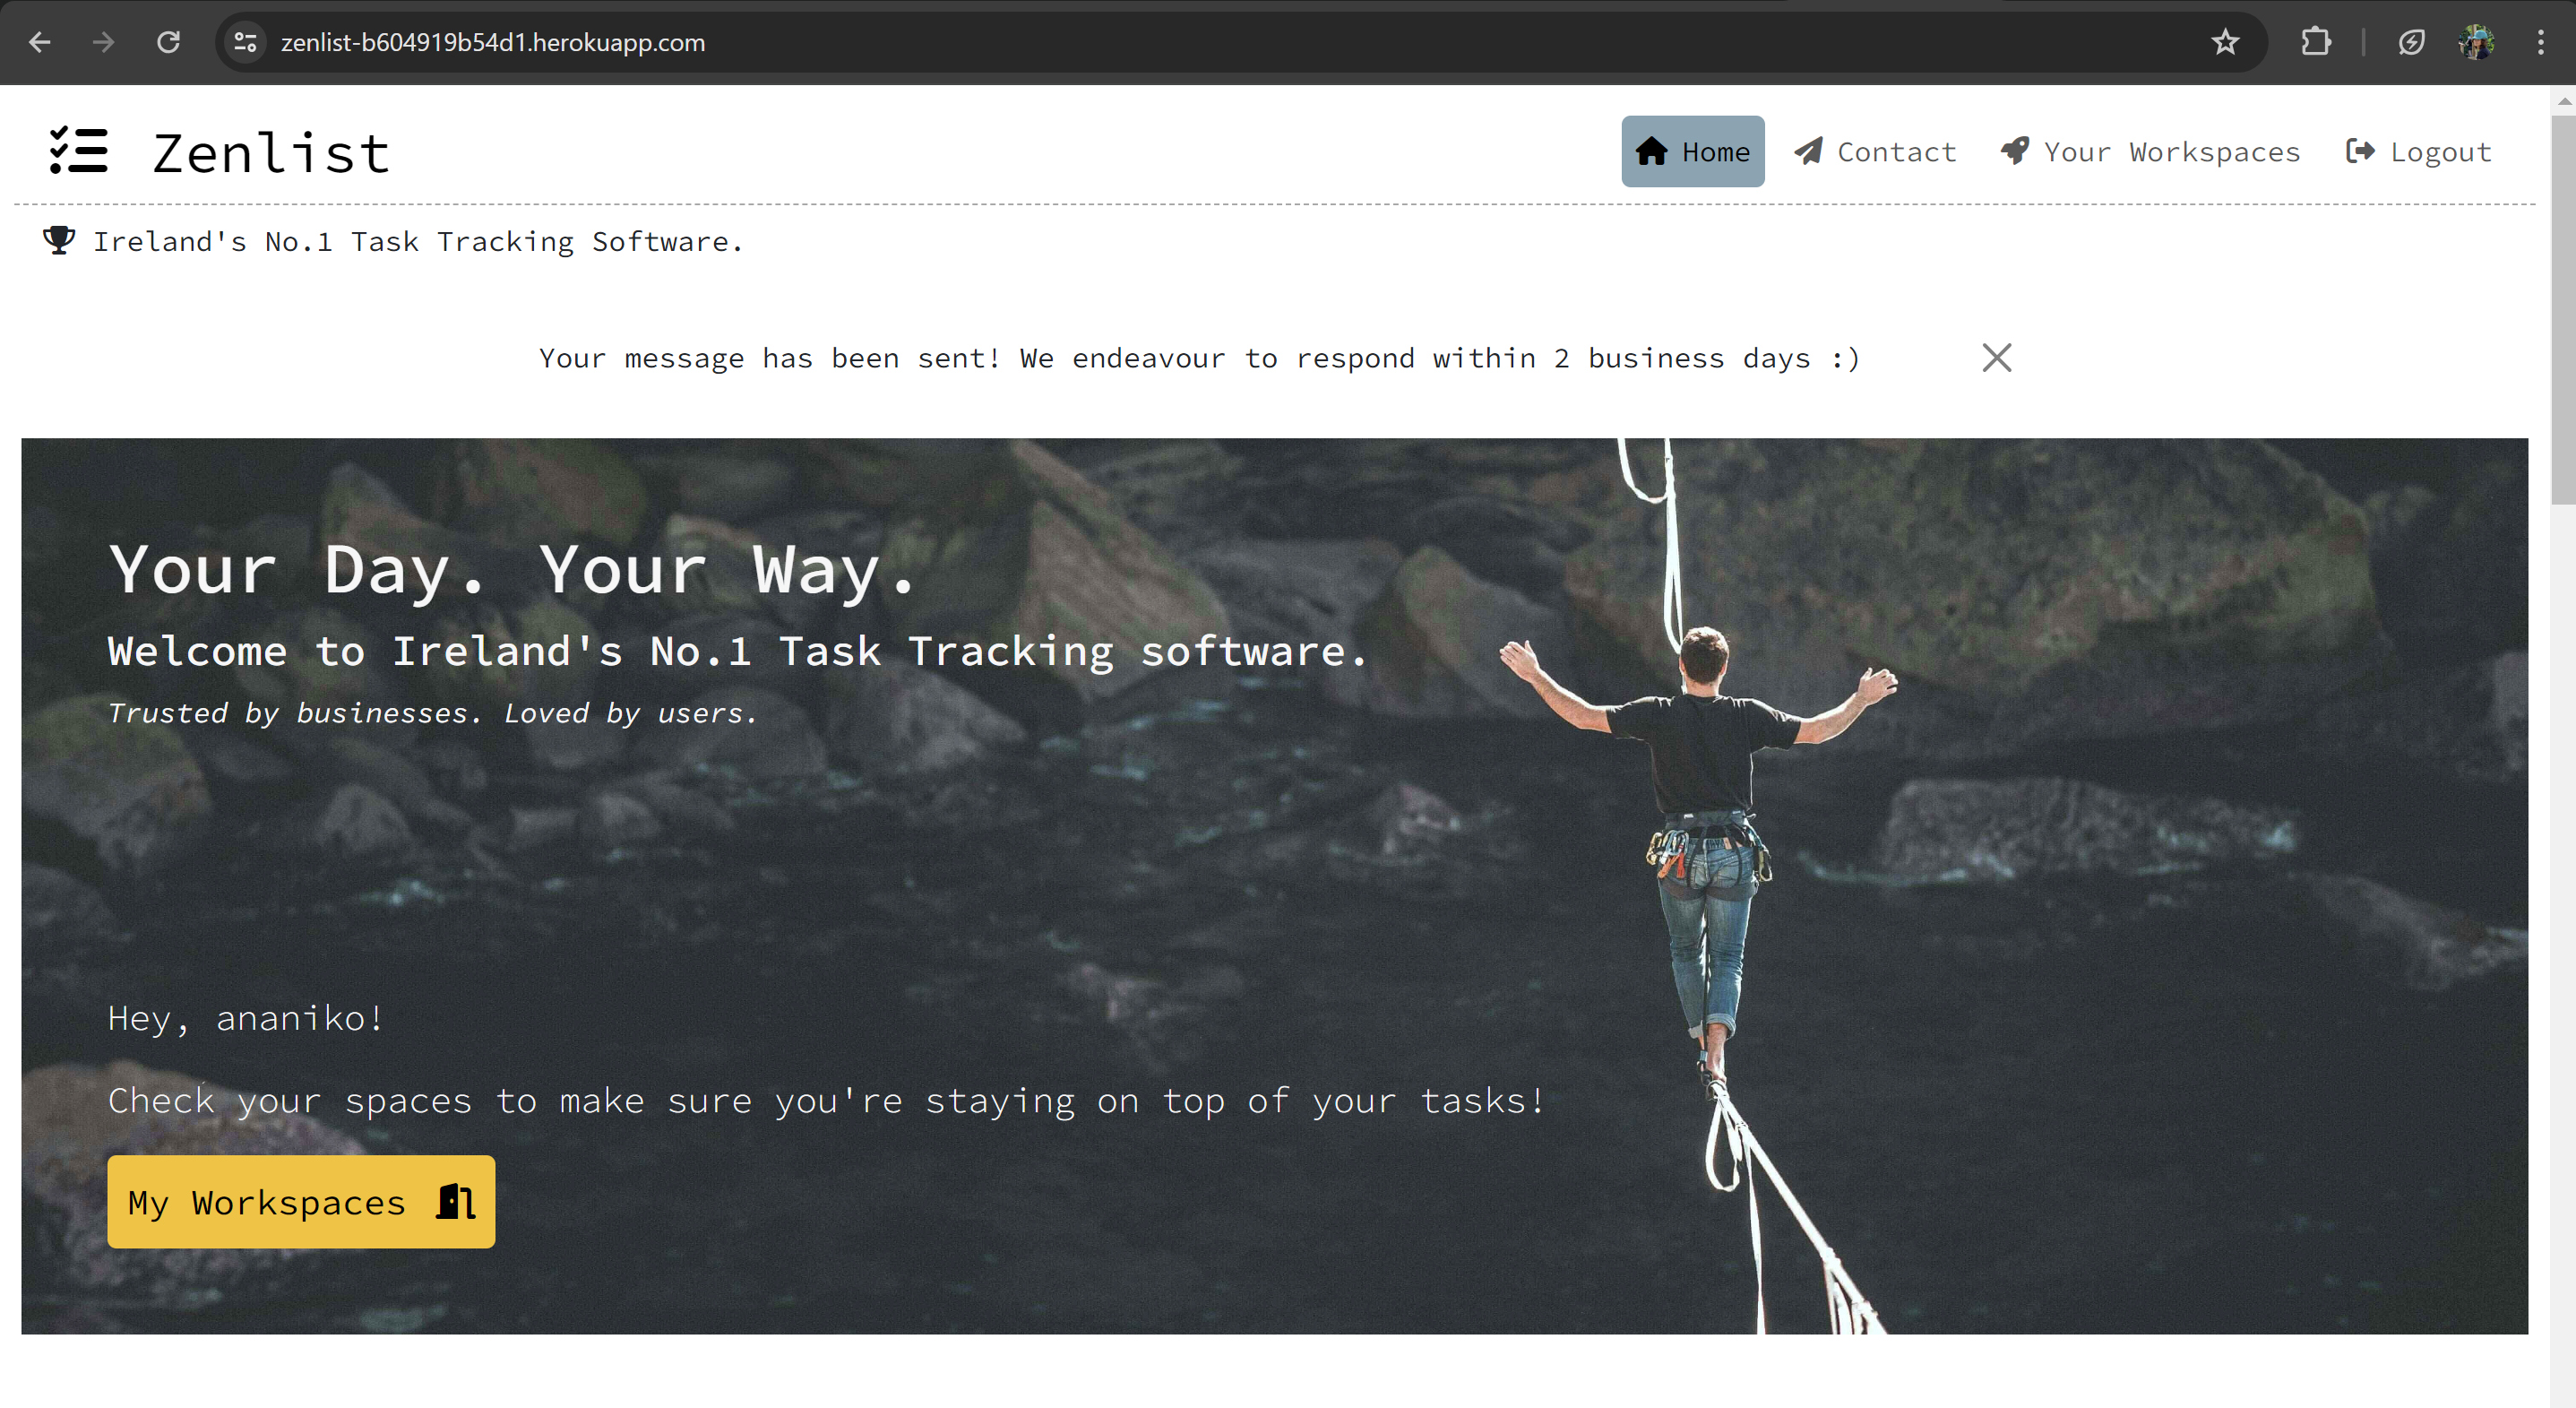 zenlist-b604919b54d1.herokuapp.com
Zenlist
Home
Contact
Your Workspaces
Logout
Ireland's No.1 Task Tracking Software.
Your message has been sent! We endeavour to respond within 2 business days :)
Your Day. Your Way.
Welcome to Ireland's No.1 Task Tracking software.
Trusted by businesses. Loved by users.
Hey, ananiko!
Check your spaces to make sure you're staying on top of your tasks!
My Workspaces